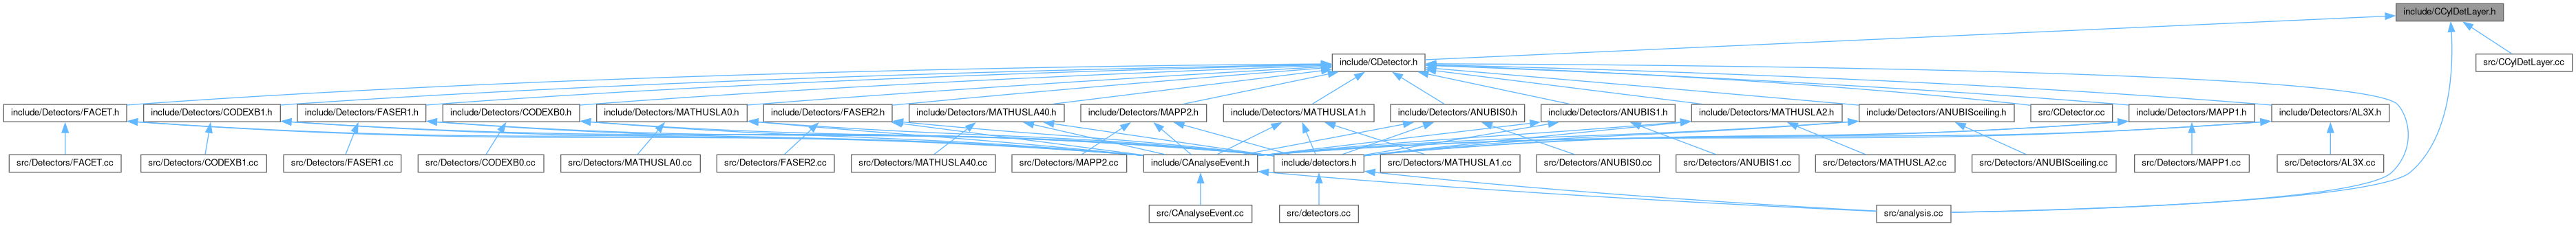 include/CCylDetLayer.h
include/CDetector.h
src/CCylDetLayer.cc
include/Detectors/FACET.h
include/Detectors/CODEXB1.h
include/Detectors/FASER1.h
include/Detectors/CODEXB0.h
include/Detectors/MATHUSLA0.h
include/Detectors/FASER2.h
include/Detectors/MATHUSLA40.h
include/Detectors/MAPP2.h
include/Detectors/MATHUSLA1.h
include/Detectors/ANUBIS0.h
include/Detectors/ANUBIS1.h
include/Detectors/MATHUSLA2.h
include/Detectors/ANUBISceiling.h
src/CDetector.cc
include/Detectors/MAPP1.h
include/Detectors/AL3X.h
src/Detectors/FACET.cc
src/Detectors/CODEXB1.cc
src/Detectors/FASER1.cc
src/Detectors/CODEXB0.cc
src/Detectors/MATHUSLA0.cc
src/Detectors/FASER2.cc
src/Detectors/MATHUSLA40.cc
src/Detectors/MAPP2.cc
include/CAnalyseEvent.h
include/detectors.h
src/Detectors/MATHUSLA1.cc
src/Detectors/ANUBIS0.cc
src/Detectors/ANUBIS1.cc
src/Detectors/MATHUSLA2.cc
src/Detectors/ANUBISceiling.cc
src/Detectors/MAPP1.cc
src/Detectors/AL3X.cc
src/CAnalyseEvent.cc
src/detectors.cc
src/analysis.cc